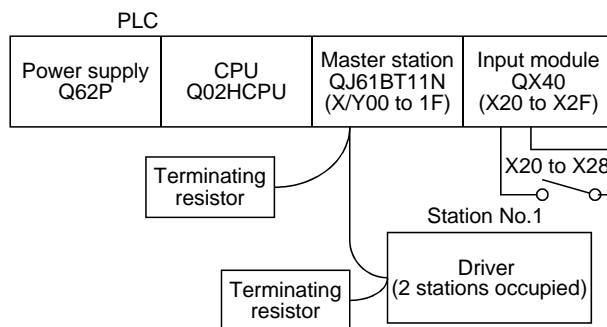 PLC
Power supply
Q62P
CPU
Q02HCPU
Master station
QJ61BT11N
(X/Y00 to 1F)
Input module
QX40
(X20 to X2F)
X20 to X28
Terminating
resistor
Station No.1
Driver
(2 stations occupied)
Terminating
resistor